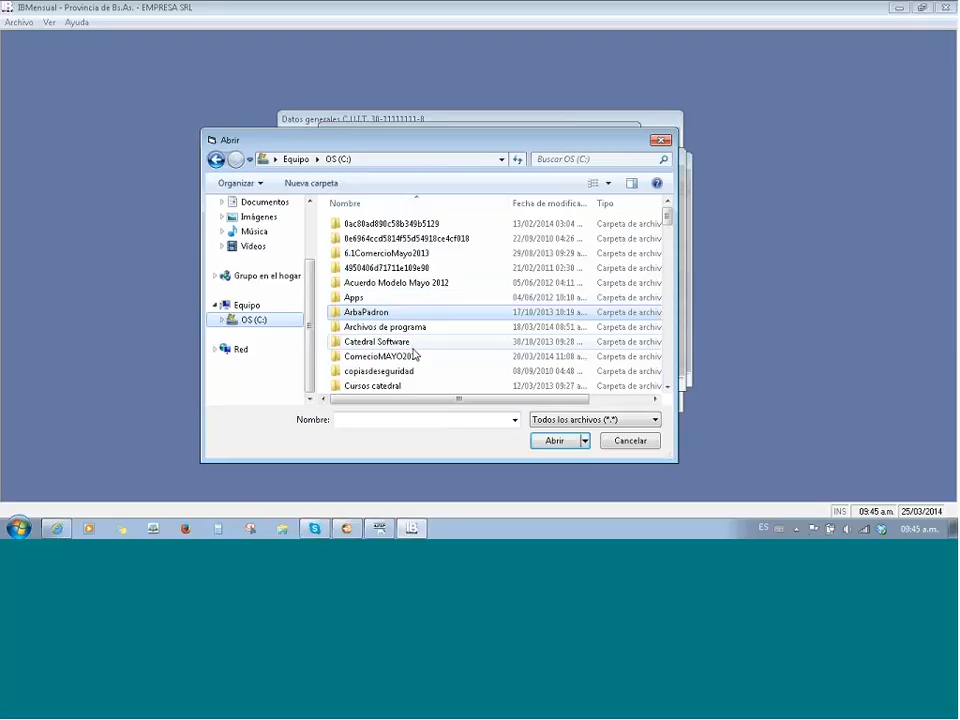 IBMensual - Provincia de Bs.As. - EMPRESA SRL
Archivo Ver Ayuda
Datos generales C.U.I.T. 30-11111111-8
Abrir
Equipo OS (C:) Buscar OS (C:)
Organizar Nueva carpeta
Documentos
Imágenes
Música
Vídeos
Grupo en el hogar
Equipo
OS (C:)
Red
Nombre Fecha de modifica... Tipo
0ac80ad890c58b349b5129 13/02/2014 03:04 ... Carpeta de archiv
0e6964ccd5814f55d54918ce4cf018 22/09/2010 04:26 ... Carpeta de archiv
6.1ComercioMayo2013 29/08/2013 09:29 a... Carpeta de archiv
4950406d71711e109e90 21/02/2011 02:30 ... Carpeta de archiv
Acuerdo Modelo Mayo 2012 05/06/2012 04:11 ... Carpeta de archiv
Apps 04/06/2012 10:10 a... Carpeta de archiv
ArbaPadron 17/10/2013 10:19 a... Carpeta de archiv
Archivos de programa 18/03/2014 08:51 a... Carpeta de archiv
Catedral Software 30/10/2013 09:28 ... Carpeta de archiv
20/03/2014 11:08 a... Carpeta de archiv
copiasdeseguridad 08/09/2010 04:48 ... Carpeta de archiv
Cursos catedral 12/03/2013 09:27 a... Carpeta de archiv
Nombre: Todos los archivos (*.*)
Abrir Cancelar
INS 09:45 a.m. 25/03/2014
ES 09:45 a.m.